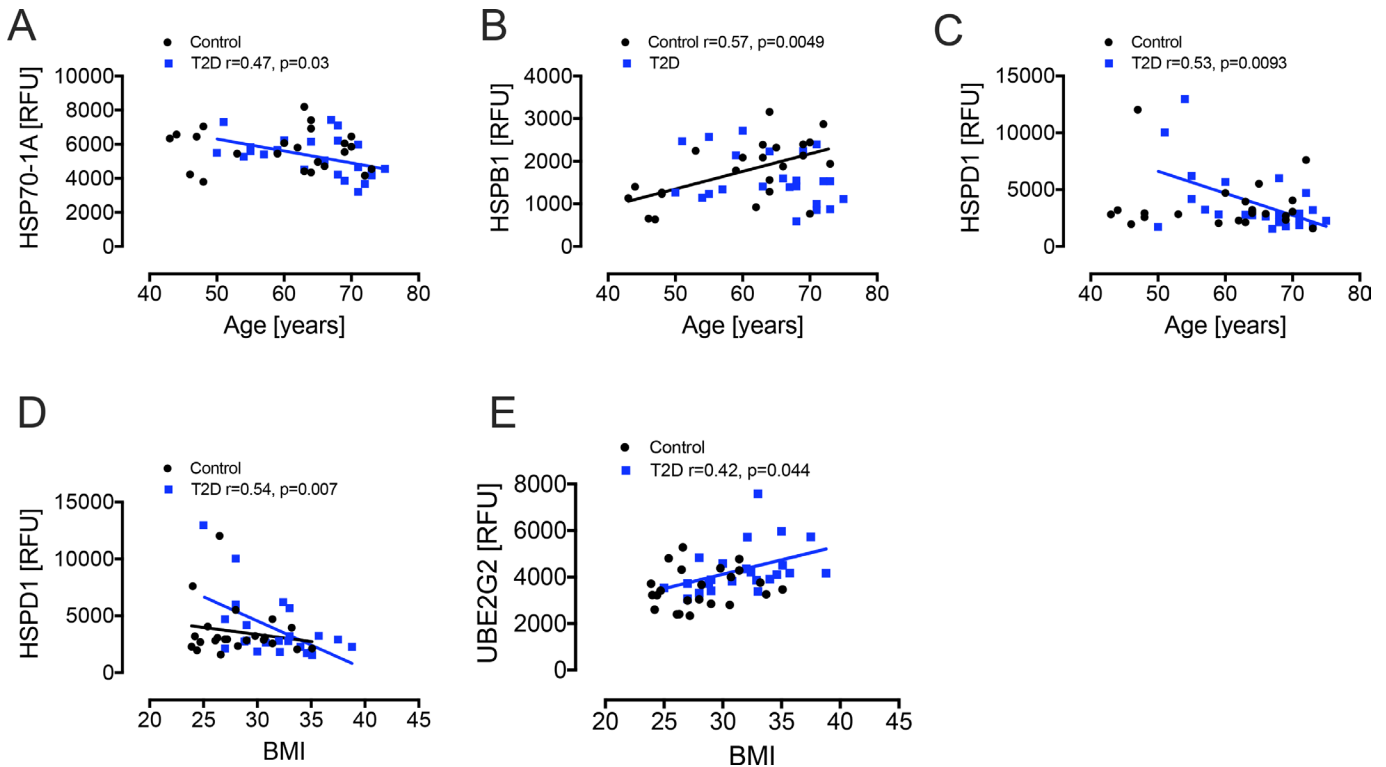 A
Control
T2D r=0.47, p=0.03
HSP70-1A [RFU]
10000
8000
6000
4000
2000
0
40 50 60 70 80
Age [years]
B
Control r=0.57, p=0.0049
T2D
HSPB1 [RFU]
4000
3000
2000
1000
0
40 50 60 70 80
Age [years]
C
Control
T2D r=0.53, p=0.0093
HSPD1 [RFU]
15000
10000
5000
0
40 50 60 70 80
Age [years]
D
Control
T2D r=0.54, p=0.007
HSPD1 [RFU]
15000
10000
5000
0
20 25 30 35 40 45
BMI
E
Control
T2D r=0.42, p=0.044
UBE2G2 [RFU]
8000
6000
4000
2000
0
20 25 30 35 40 45
BMI